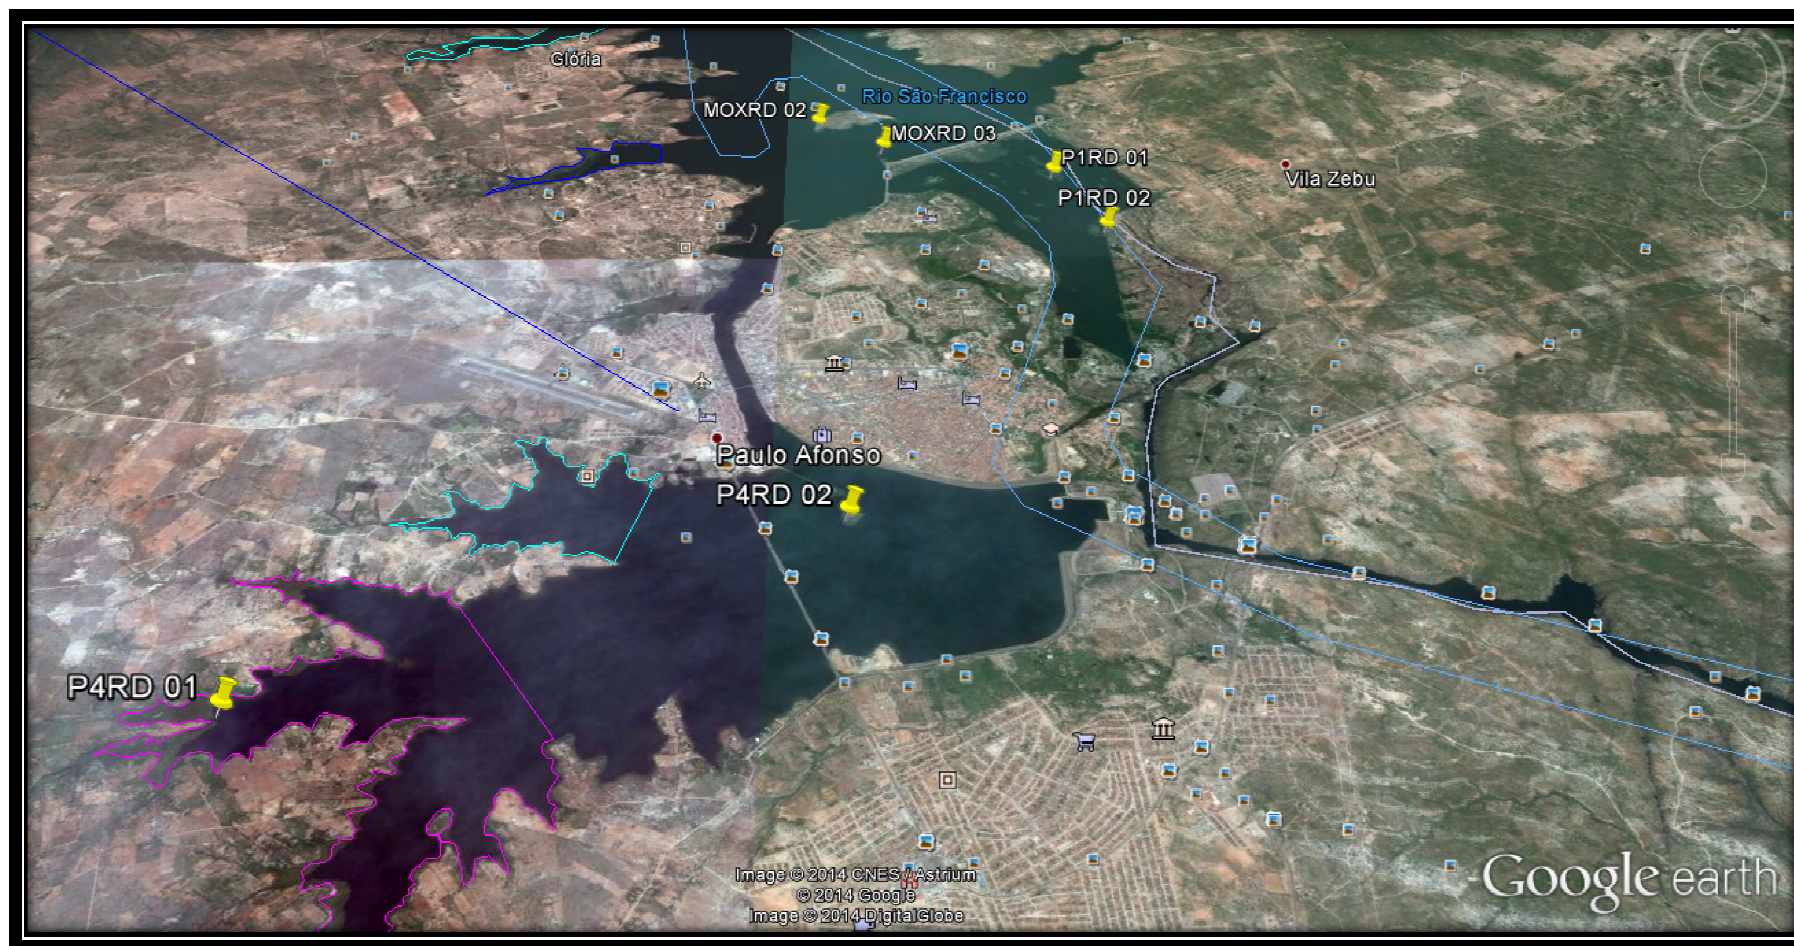 Glória
Rio São Francisco
MOXRD 02
MOXRD 03
P1RD 01
Vila Zebu
P1RD 02
Paulo Afonso
P4RD 02
P4RD 01
Image © 2014 CNES / Astrium
© 2014 Google
Image © 2014 DigitalGlobe
Google earth